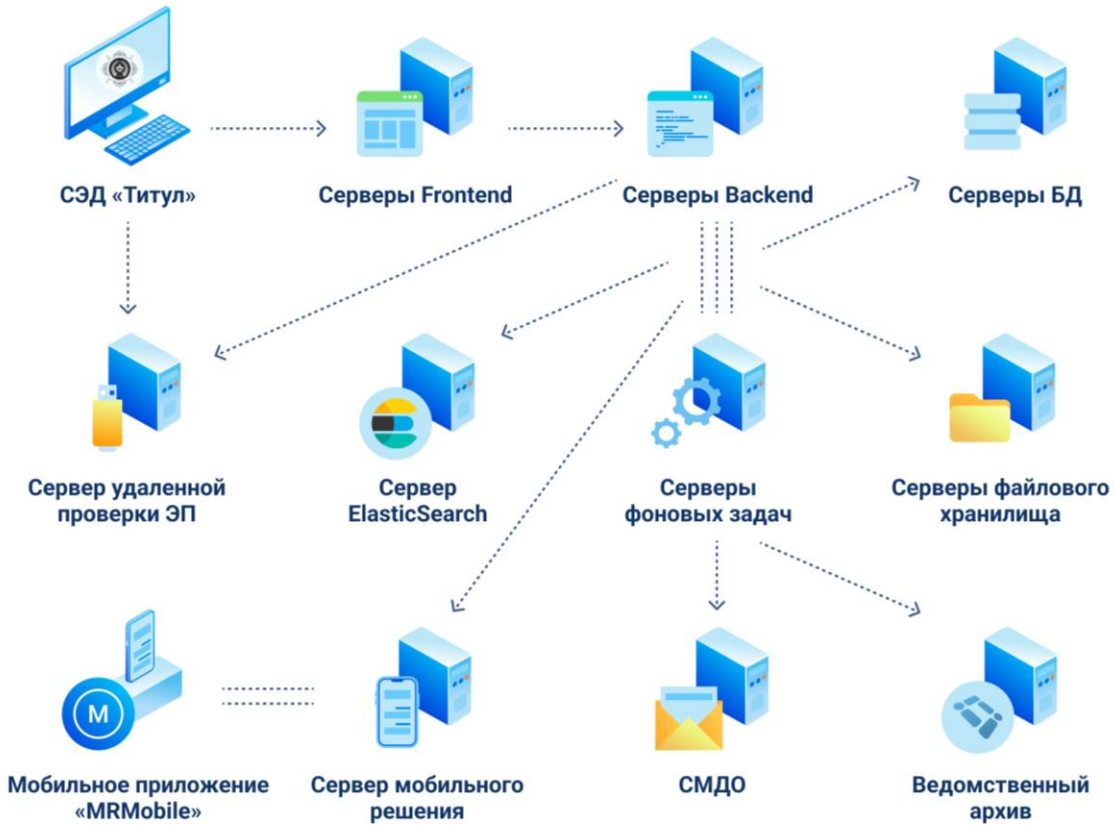 СЭД «Титул»
Серверы Frontend
Серверы Backend
Серверы БД
Сервер удаленной
проверки ЭП
Сервер
ElasticSearch
Серверы
фоновых задач
Серверы файлового
хранилища
M
Мобильное приложение
«MRMobile»
Сервер мобильного
решения
СМДО
Ведомственный
архив